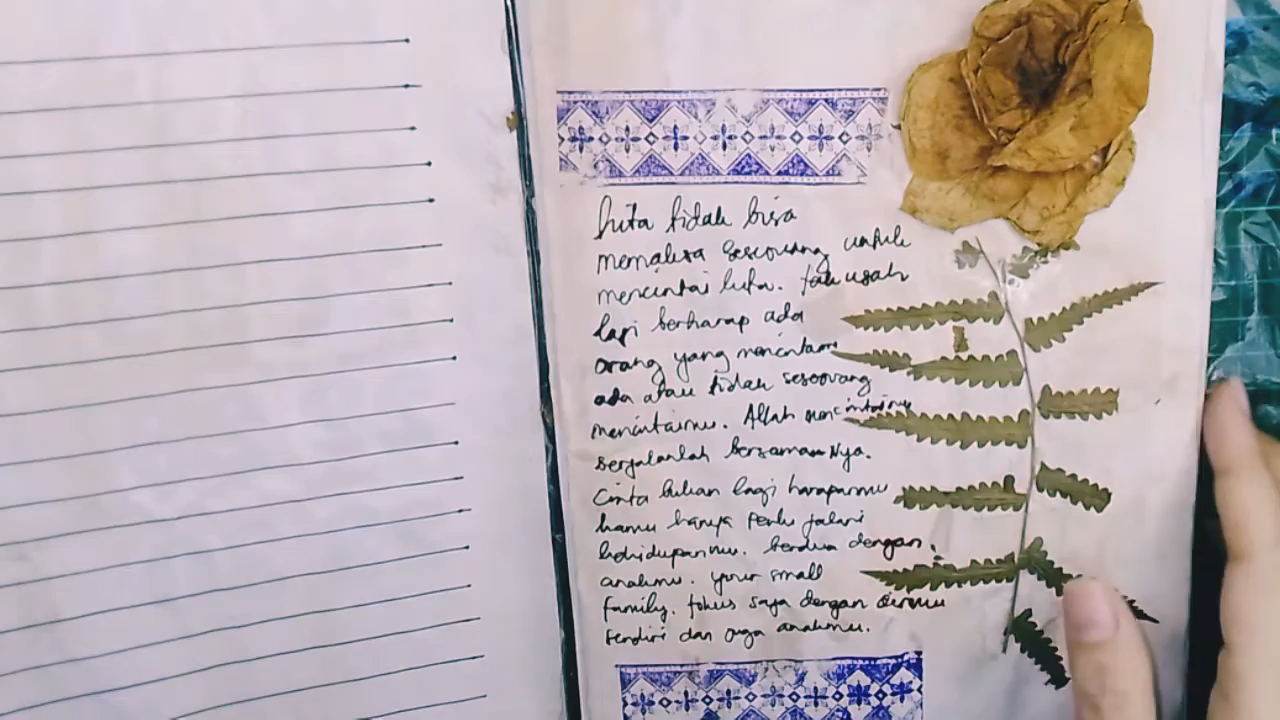 kita tidak bisa
memaksa seseorang untuk
mencintai kita. tak usah
lagi berharap ada
orang yang mencintaimu
ada atau tidak seseorang
mencintaimu. Allah mencintaimu
berjalanlah bersamaNya.
Cinta bukan lagi harapanmu
kamu hanya perlu jalani
kehidupanmu. berdua dengan
anakmu. your small
family. fokus saja dengan dirimu
sendiri dan juga anakmu.